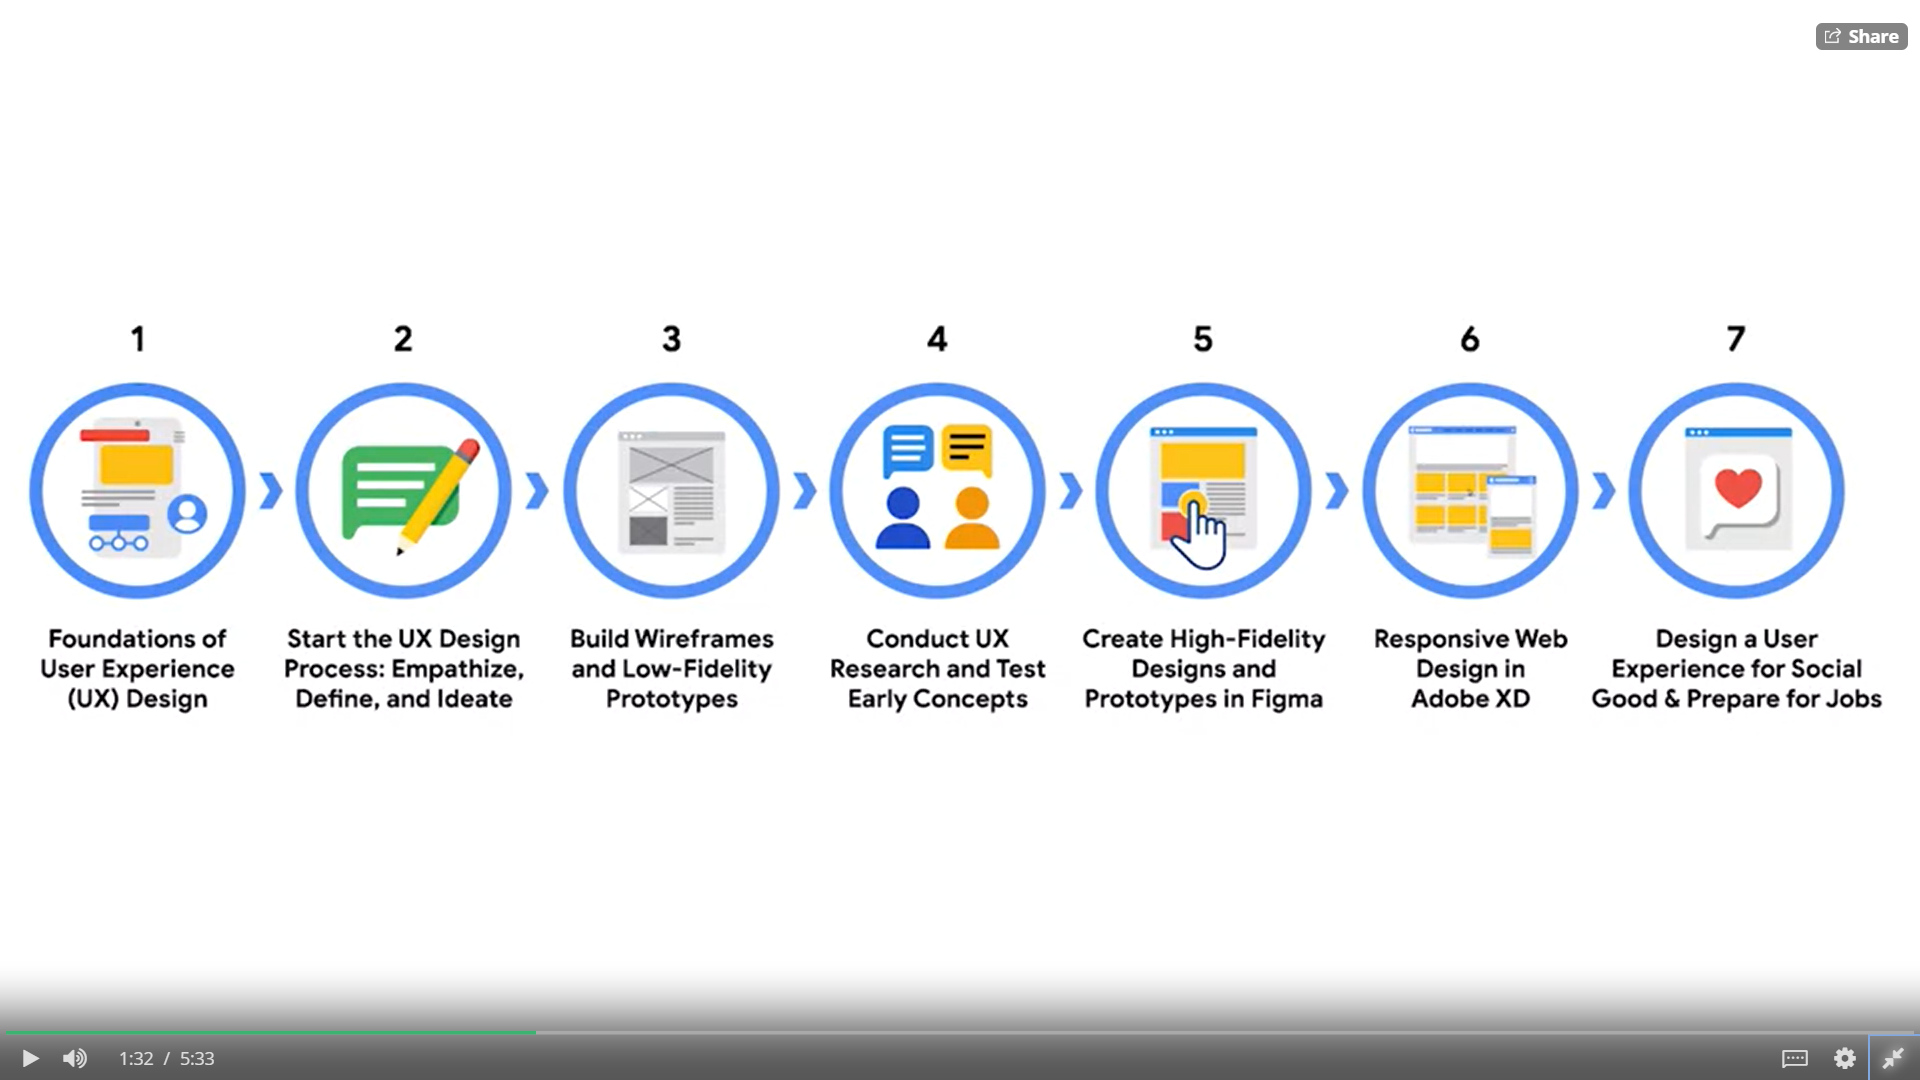 Share
1
2
3
4
5
6
7
Foundations of
User Experience
(UX) Design
Start the UX Design
Process: Empathize,
Define, and Ideate
Build Wireframes
and Low-Fidelity
Prototypes
Conduct UX
Research and Test
Early Concepts
Create High-Fidelity
Designs and
Prototypes in Figma
Responsive Web
Design in
Adobe XD
Design a User
Experience for Social
Good & Prepare for Jobs
1:32 / 5:33